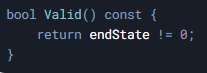 bool Valid() const {
    return endState != 0;
}